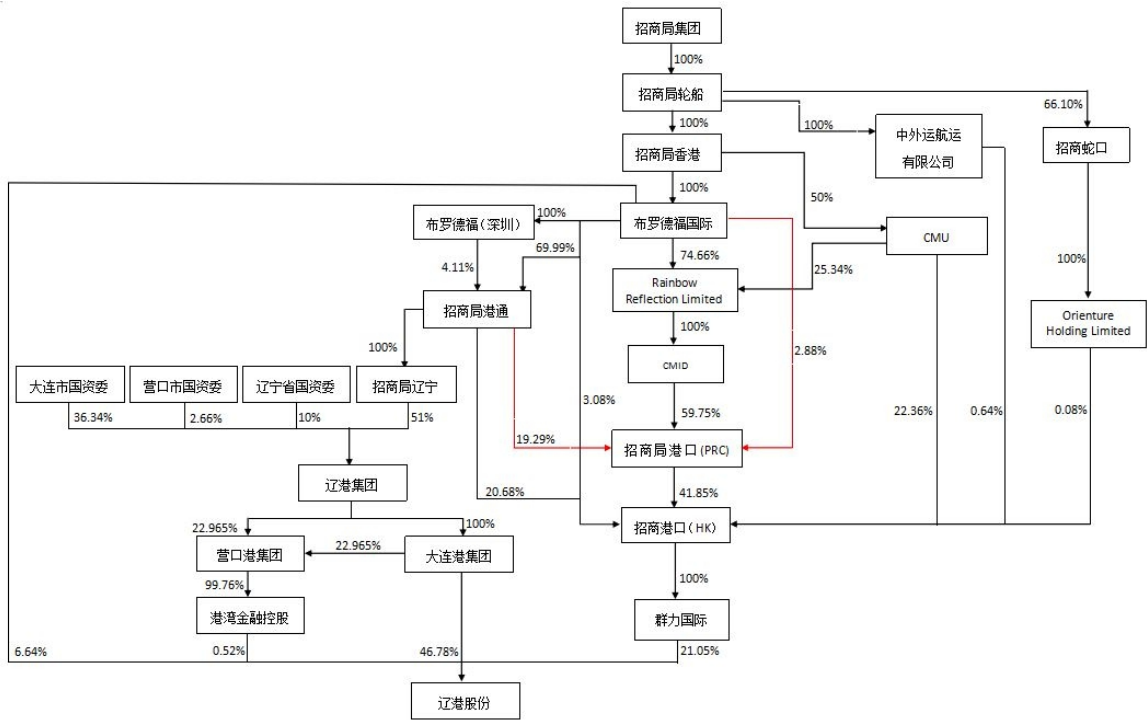 招商局集团
100%
招商局轮船
66.10%
100%
100%
中外运航运
有限公司
招商蛇口
招商局香港
100%
50%
布罗德福（深圳）
100%
布罗德福国际
CMU
69.99%
4.11%
74.66%
25.34%
100%
Rainbow
Reflection Limited
招商局港通
Orienture
Holding Limited
100%
100%
2.88%
大连市国资委
营口市国资委
辽宁省国资委
招商局辽宁
CMID
36.34%
2.66%
10%
51%
3.08%
59.75%
22.36%
0.64%
0.08%
19.29%
招商局港口(PRC)
辽港集团
20.68%
41.85%
22.965%
100%
招商港口（HK）
营口港集团
22.965%
大连港集团
99.76%
100%
港湾金融控股
群力国际
6.64%
0.52%
46.78%
21.05%
辽港股份